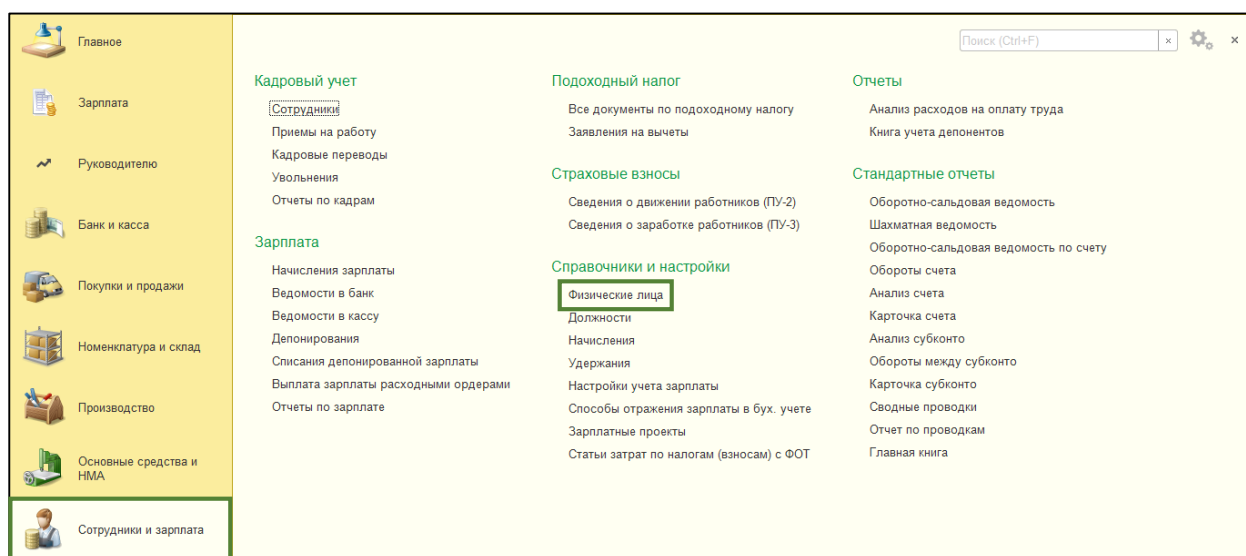 Главное
Зарплата
Руководителю
Банк и касса
Покупки и продажи
Номенклатура и склад
Производство
Основные средства и
НМА
Сотрудники и зарплата
Поиск (Ctrl+F)
Кадровый учет
Сотрудники
Приемы на работу
Кадровые переводы
Увольнения
Отчеты по кадрам
Зарплата
Начисления зарплаты
Ведомости в банк
Ведомости в кассу
Депонирования
Списания депонированной зарплаты
Выплата зарплаты расходными ордерами
Отчеты по зарплате
Подоходный налог
Все документы по подоходному налогу
Заявления на вычеты
Страховые взносы
Сведения о движении работников (ПУ-2)
Сведения о заработке работников (ПУ-3)
Справочники и настройки
Физические лица
Должности
Начисления
Удержания
Настройки учета зарплаты
Способы отражения зарплаты в бух. учете
Зарплатные проекты
Статьи затрат по налогам (взносам) с ФОТ
Отчеты
Анализ расходов на оплату труда
Книга учета депонентов
Стандартные отчеты
Оборотно-сальдовая ведомость
Шахматная ведомость
Оборотно-сальдовая ведомость по счету
Обороты счета
Анализ счета
Карточка счета
Анализ субконто
Обороты между субконто
Карточка субконто
Сводные проводки
Отчет по проводкам
Главная книга